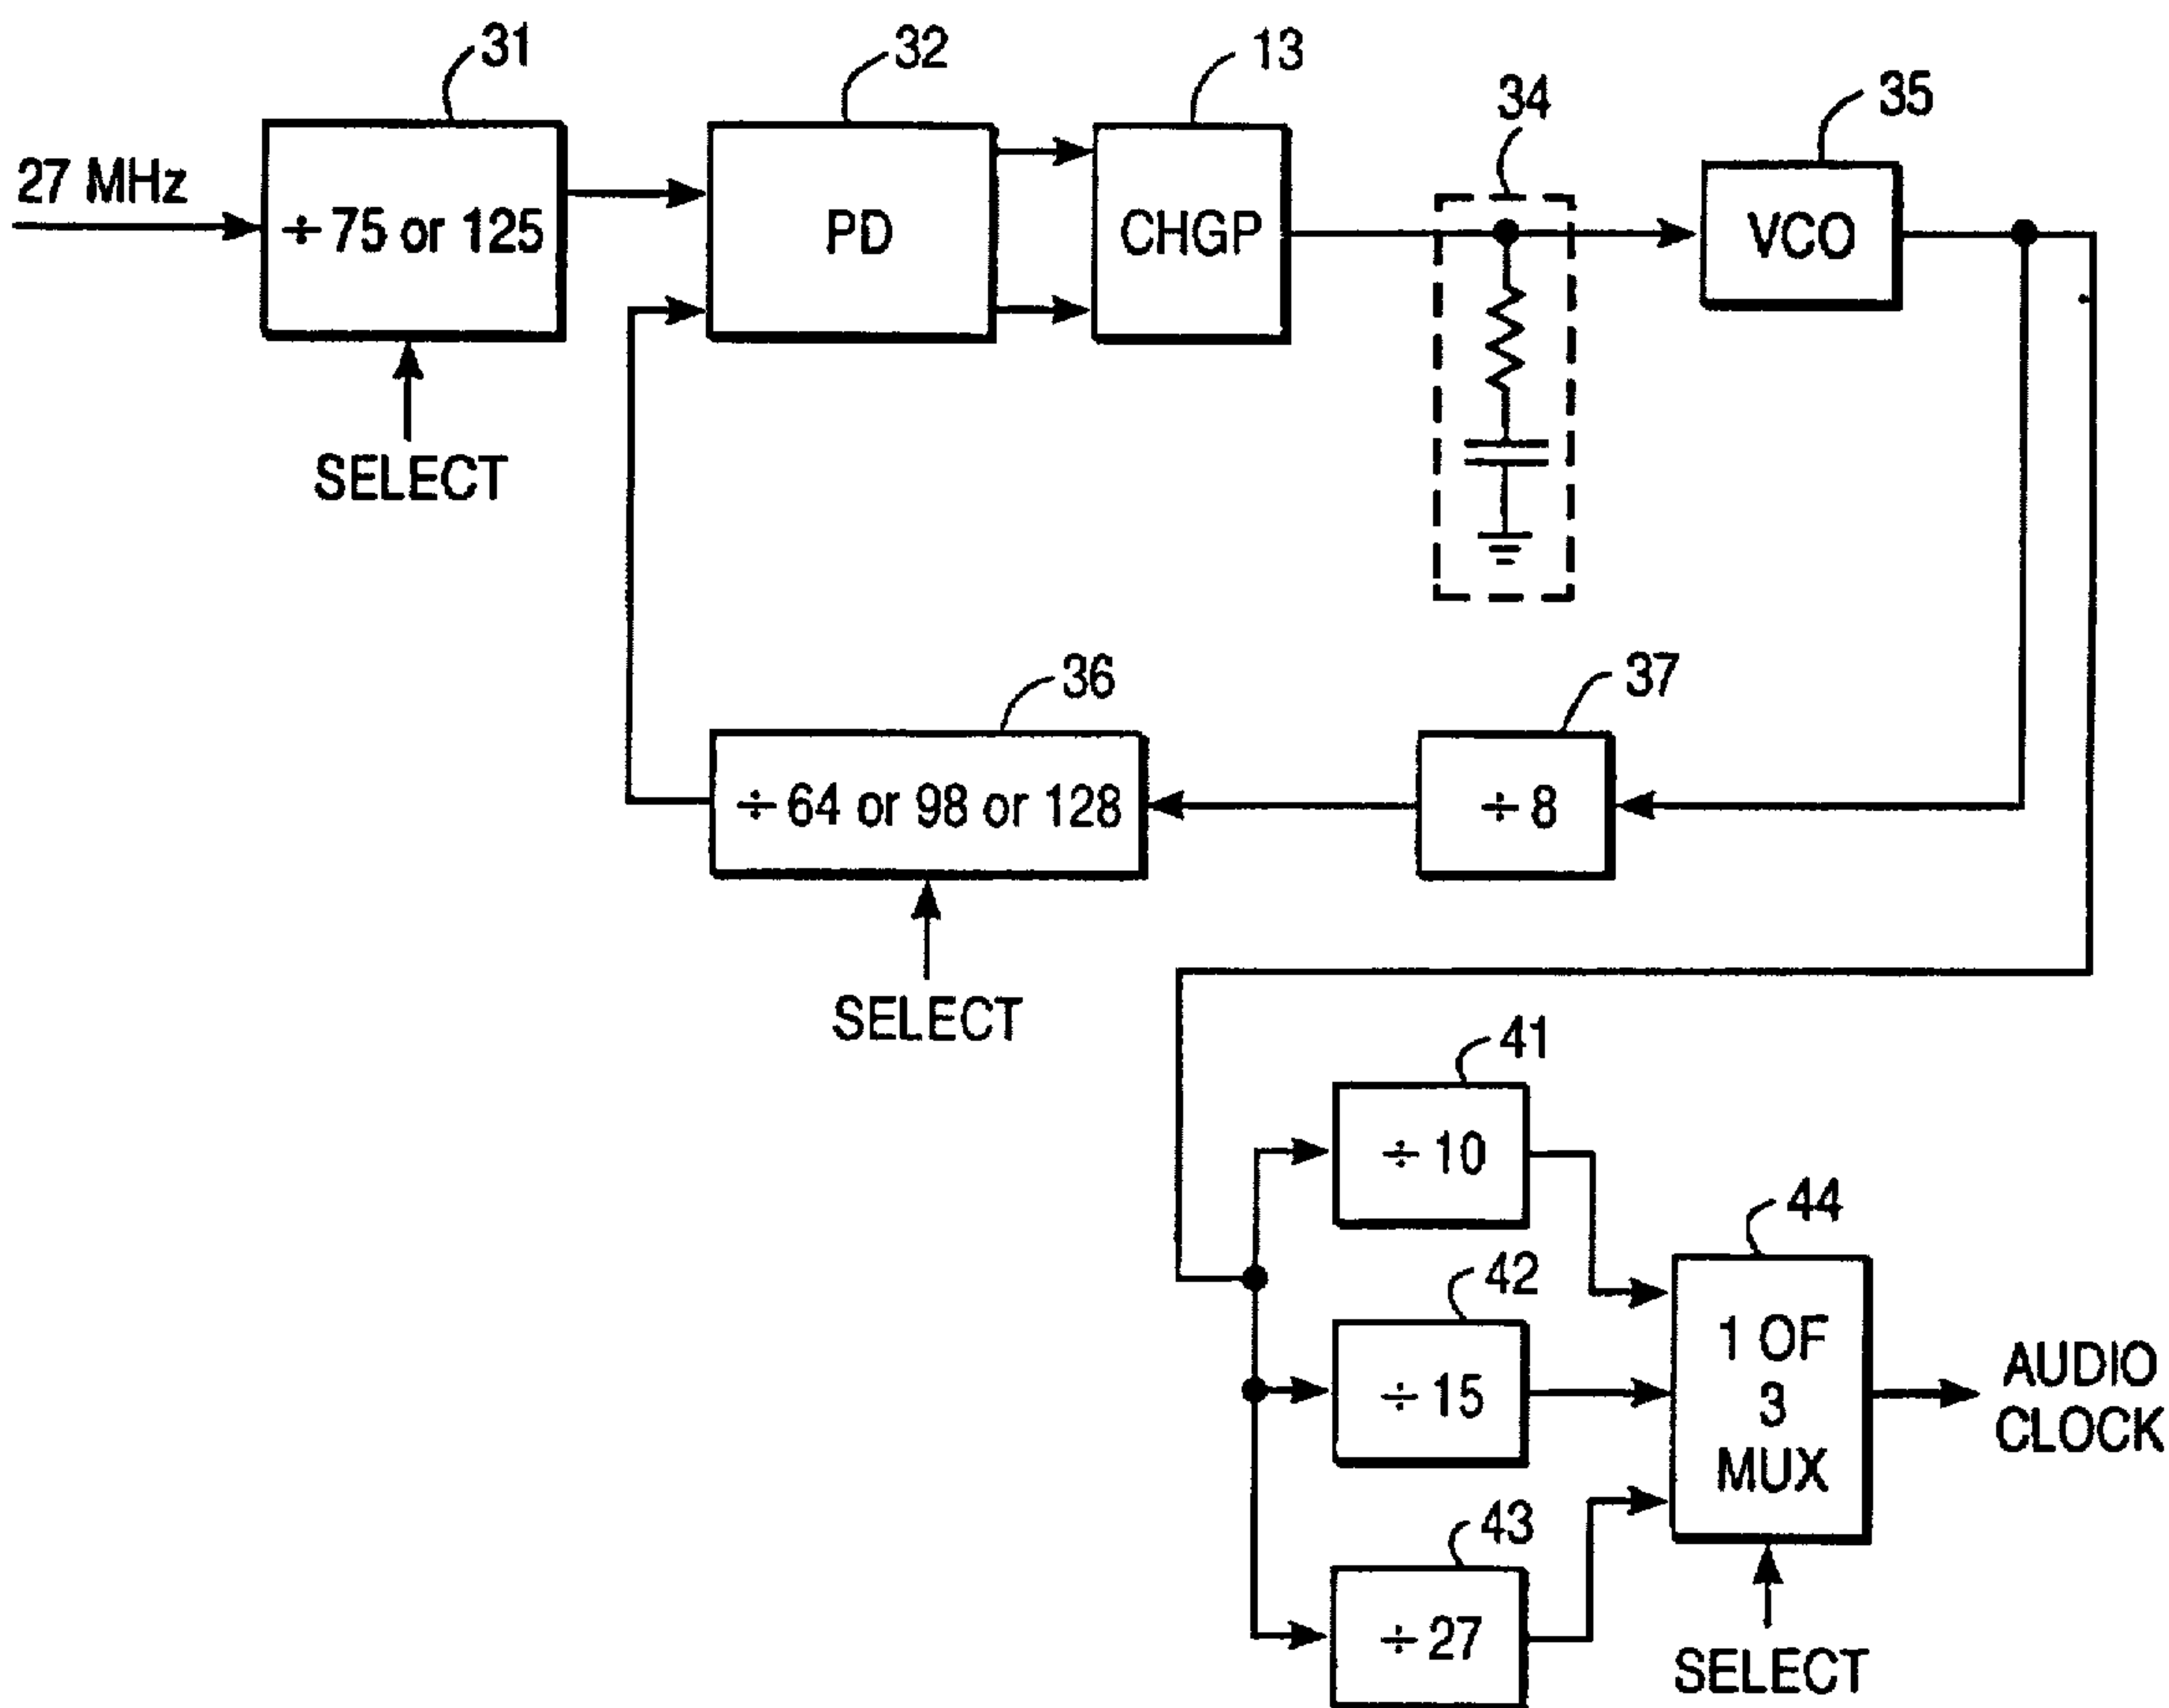 31
32
13
34
35
27 MHz
÷ 75 or 125
PD
CHGP
VCO
SELECT
36
37
÷ 64 or 98 or 128
÷ 8
SELECT
41
÷ 10
44
42
1 OF
3
MUX
÷ 15
AUDIO
CLOCK
43
÷ 27
SELECT